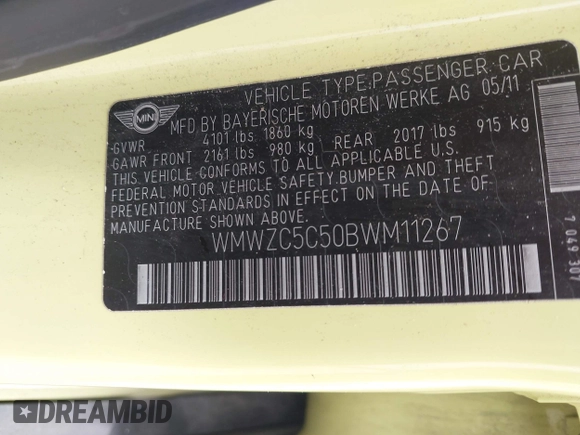 VEHICLE TYPE:PASSENGER CAR
MINI
MFD BY BAYERISCHE MOTOREN WERKE AG 05/11
GVWR 4101 lbs 1860 kg
GAWR FRONT 2161 lbs 980 kg REAR 2017 lbs 915 kg
THIS VEHICLE CONFORMS TO ALL APPLICABLE U.S.
FEDERAL MOTOR VEHICLE SAFETY,BUMPER AND THEFT
PREVENTION STANDARDS IN EFFECT ON THE DATE OF
MANUFACTURE SHOWN ABOVE.
WMWZC5C50BWM11267
7 049 307
DREAMBID